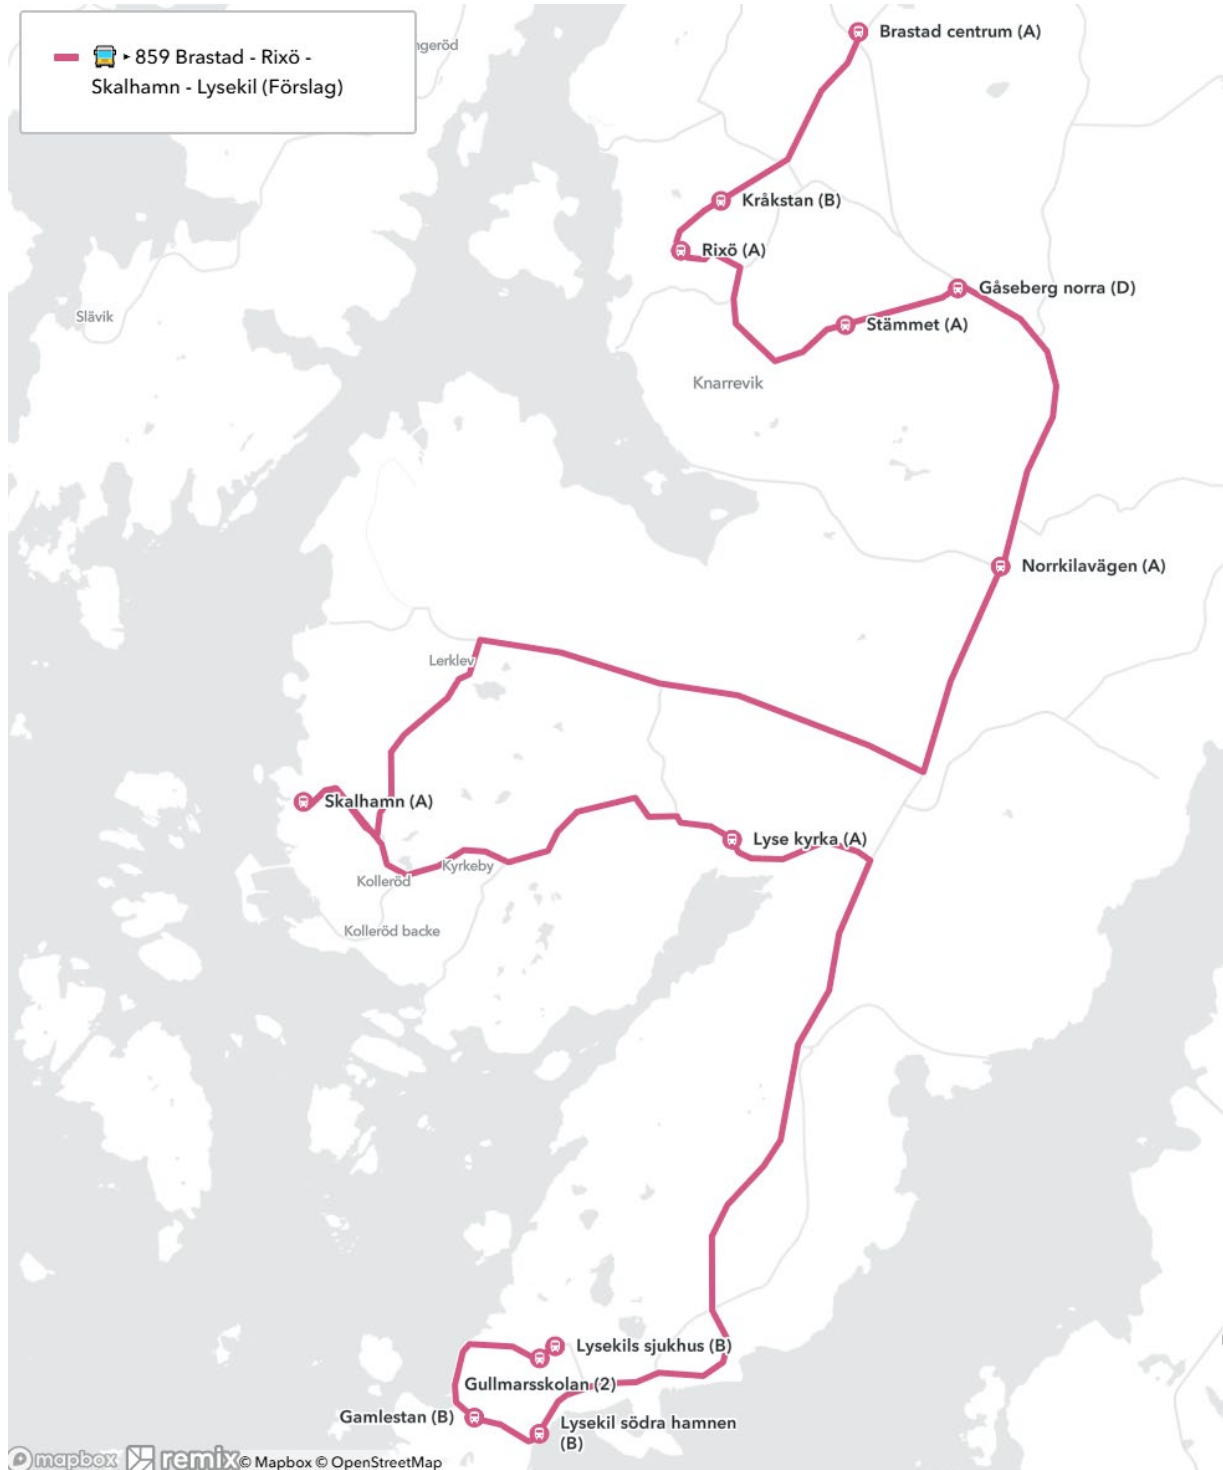 859 Brastad - Rixö -
Skalhamn - Lysekil (Förslag)
ngeröd
Brastad centrum (A)
Kråkstan (B)
Rixö (A)
Gåseberg norra (D)
Slävik
Stämmet (A)
Knarrevik
Norrkilavägen (A)
Lerklev
Skalhamn (A)
Lyse kyrka (A)
Kyrkeby
Kolleröd
Kolleröd backe
Lysekils sjukhus (B)
Gullmarsskolan (2)
Gamlestan (B)
Lysekil södra hamnen
(B)
mapbox remix © Mapbox © OpenStreetMap